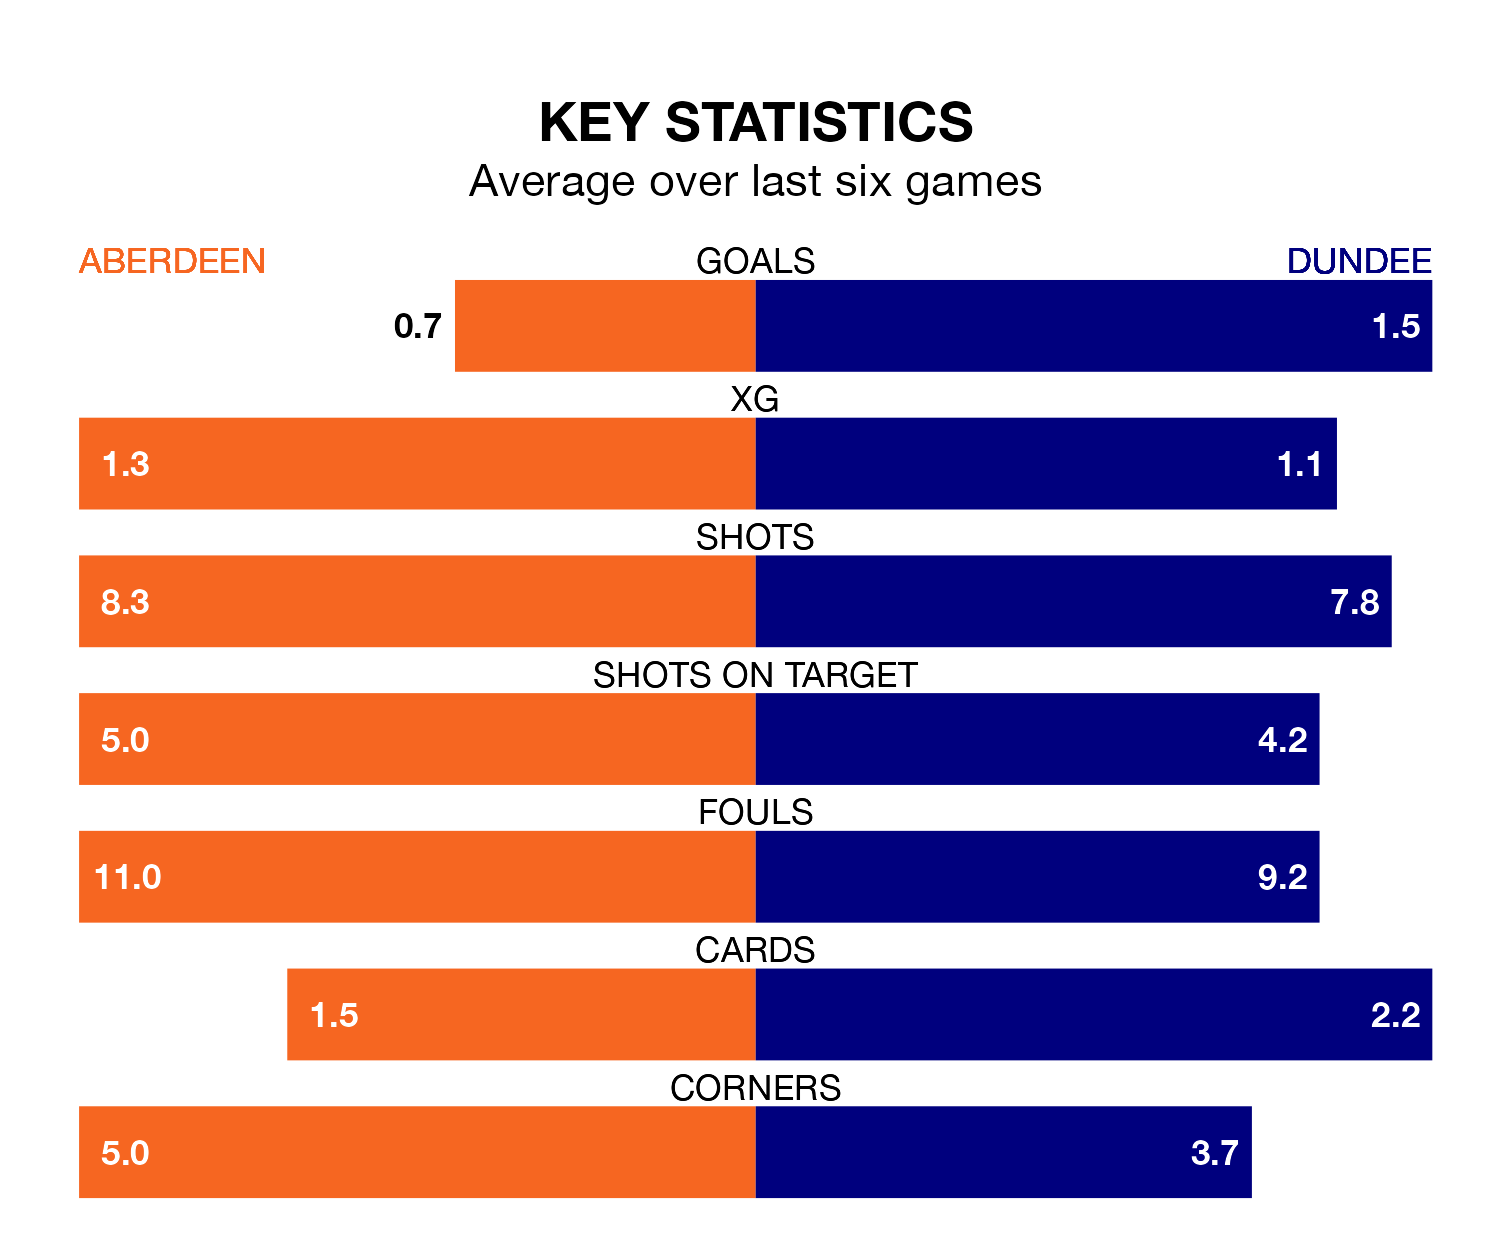 KEY STATISTICS
Average over last six games
ABERDEEN GOALS DUNDEE
0.7 1.5
XG
1.3 1.1
SHOTS
8.3 7.8
SHOTS ON TARGET
5.0 4.2
FOULS
11.0 9.2
CARDS
1.5 2.2
CORNERS
5.0 3.7